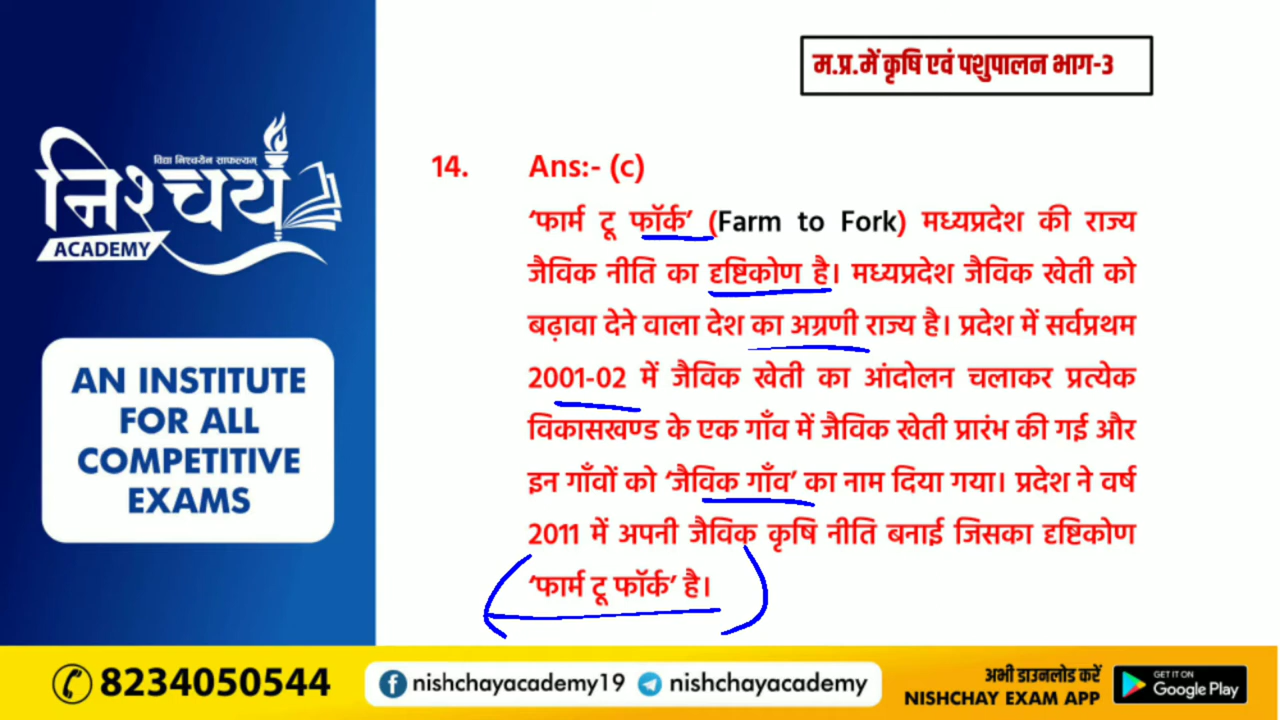 म.प्र.में कृषि एवं पशुपालन भाग-3
विद्या निश्चयेन साफल्यम्
निश्चय
ACADEMY
AN INSTITUTE
FOR ALL
COMPETITIVE
EXAMS
14. Ans:- (c)
‘फार्म टू फॉर्क’ (Farm to Fork) मध्यप्रदेश की राज्य
जैविक नीति का दृष्टिकोण है। मध्यप्रदेश जैविक खेती को
बढ़ावा देने वाला देश का अग्रणी राज्य है। प्रदेश में सर्वप्रथम
2001-02 में जैविक खेती का आंदोलन चलाकर प्रत्येक
विकासखण्ड के एक गाँव में जैविक खेती प्रारंभ की गई और
इन गाँवों को ‘जैविक गाँव’ का नाम दिया गया। प्रदेश ने वर्ष
2011 में अपनी जैविक कृषि नीति बनाई जिसका दृष्टिकोण
‘फार्म टू फॉर्क’ है।
8234050544
nishchayacademy19 nishchayacademy
अभी डाउनलोड करें
NISHCHAY EXAM APP
GET IT ON
Google Play